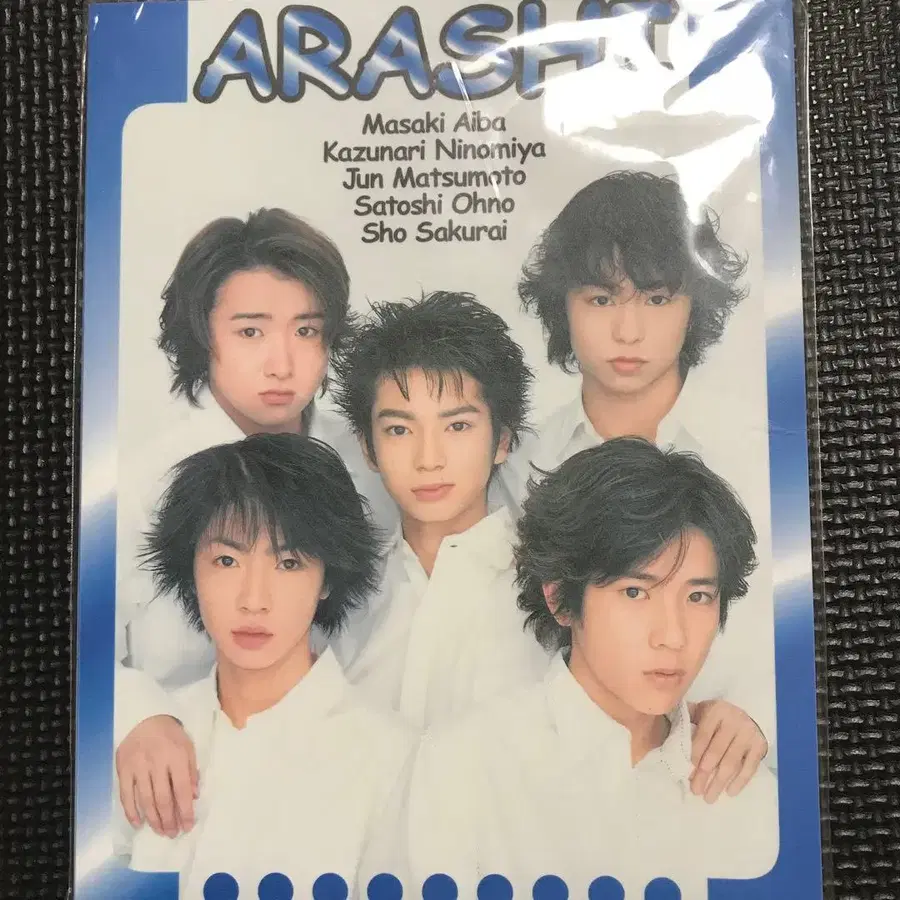 ARASHI
Masaki Aiba
Kazunari Ninomiya
Jun Matsumoto
Satoshi Ohno
Sho Sakurai